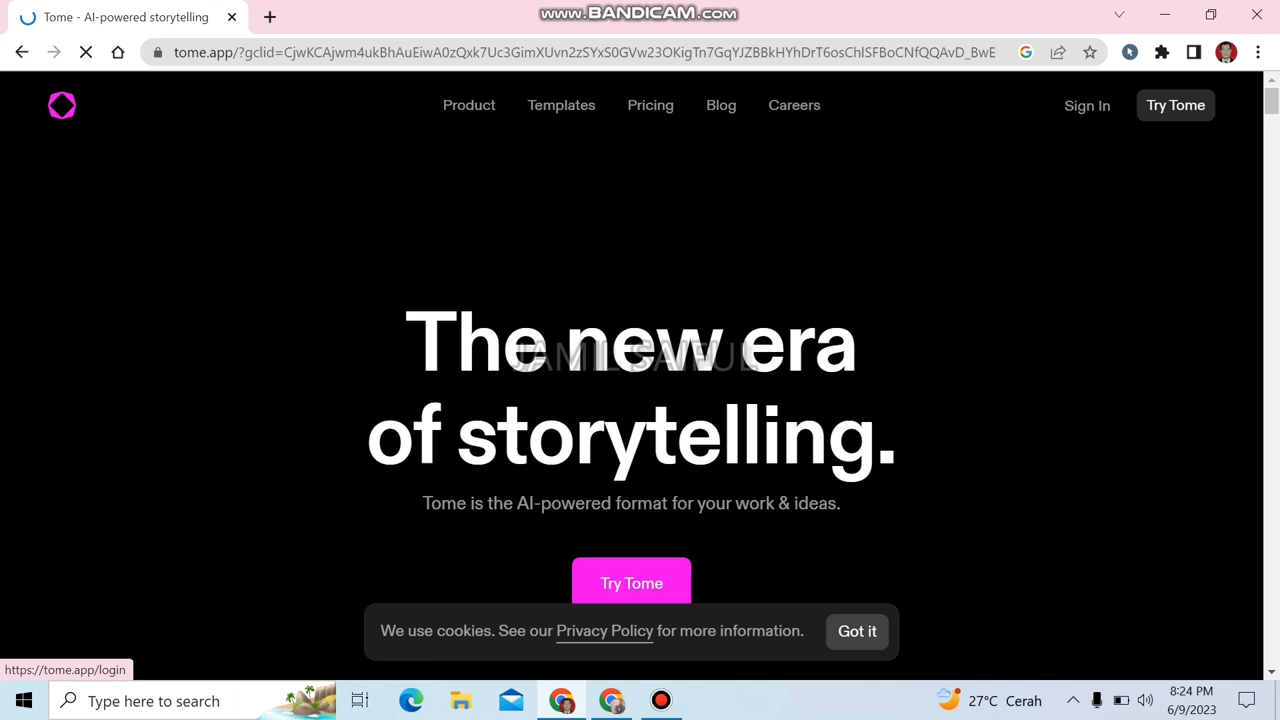 Tome - AI-powered storytelling
www.BANDICAM.com
tome.app/?gclid=CjwKCAjwm4ukBhAuEiwA0zQxk7Uc3GimXUvn2zSYxS0GVw23OKigTn7GqYJZBBkHYhDrT6osChlSFBoCNfQQAvD_BwE
Product
Templates
Pricing
Blog
Careers
Sign In
Try Tome
The new era
of storytelling.
JAMIL SAIFUL
Tome is the AI-powered format for your work & ideas.
Try Tome
We use cookies. See our Privacy Policy for more information.
Got it
https://tome.app/login
Type here to search
27°C Cerah
8:24 PM
6/9/2023